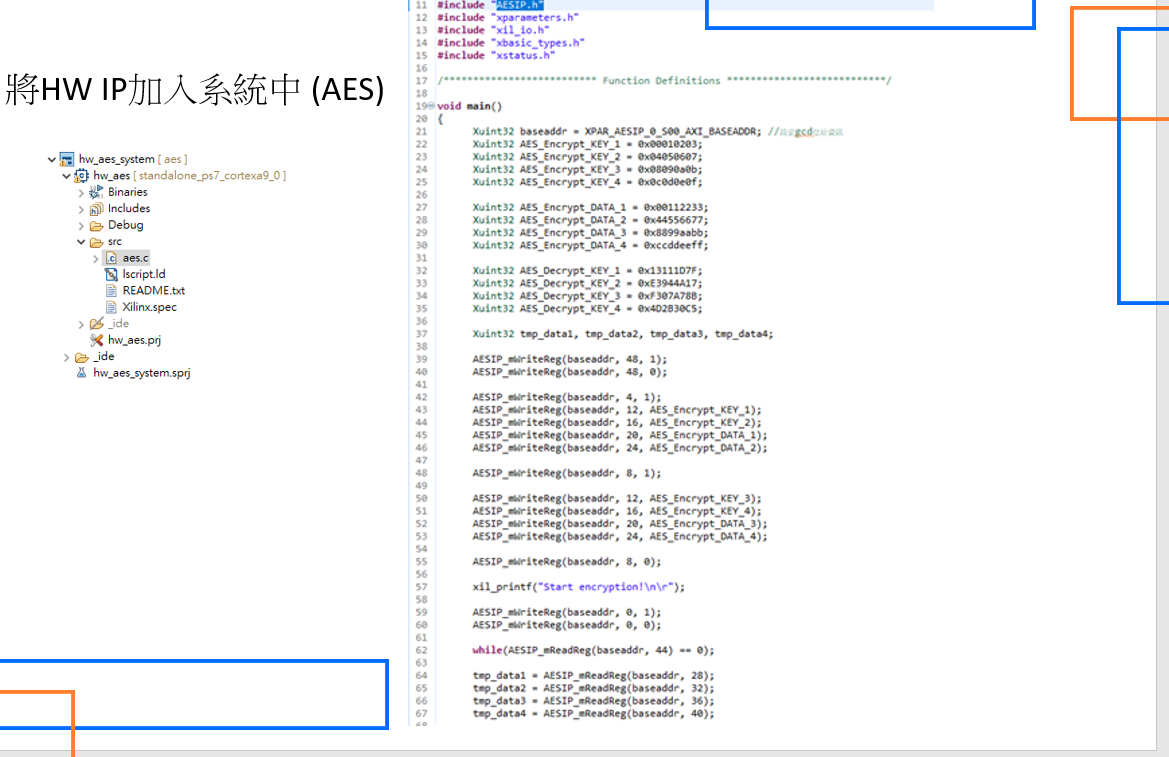 將HW IP加入系統中 (AES)
hw_aes_system [ aes ]
hw_aes [ standalone_ps7_cortexa9_0 ]
Binaries
Includes
Debug
src
aes.c
lscript.ld
README.txt
Xilinx.spec
_ide
hw_aes.prj
_ide
hw_aes_system.sprj
11 #include "AESIP.h"
12 #include "xparameters.h"
13 #include "xil_io.h"
14 #include "xbasic_types.h"
15 #include "xstatus.h"
16
17 /************************** Function Definitions ***************************/
18
19 void main()
20 {
21 Xuint32 baseaddr = XPAR_AESIP_0_S00_AXI_BASEADDR; //gcd
22 Xuint32 AES_Encrypt_KEY_1 = 0x00010203;
23 Xuint32 AES_Encrypt_KEY_2 = 0x04050607;
24 Xuint32 AES_Encrypt_KEY_3 = 0x08090a0b;
25 Xuint32 AES_Encrypt_KEY_4 = 0x0c0d0e0f;
26
27 Xuint32 AES_Encrypt_DATA_1 = 0x00112233;
28 Xuint32 AES_Encrypt_DATA_2 = 0x44556677;
29 Xuint32 AES_Encrypt_DATA_3 = 0x8899aabb;
30 Xuint32 AES_Encrypt_DATA_4 = 0xccddeeff;
31
32 Xuint32 AES_Decrypt_KEY_1 = 0x13111D7F;
33 Xuint32 AES_Decrypt_KEY_2 = 0xE3944A17;
34 Xuint32 AES_Decrypt_KEY_3 = 0xF307A78B;
35 Xuint32 AES_Decrypt_KEY_4 = 0x4D2B30C5;
36
37 Xuint32 tmp_data1, tmp_data2, tmp_data3, tmp_data4;
38
39 AESIP_mWriteReg(baseaddr, 48, 1);
40 AESIP_mWriteReg(baseaddr, 48, 0);
41
42 AESIP_mWriteReg(baseaddr, 4, 1);
43 AESIP_mWriteReg(baseaddr, 12, AES_Encrypt_KEY_1);
44 AESIP_mWriteReg(baseaddr, 16, AES_Encrypt_KEY_2);
45 AESIP_mWriteReg(baseaddr, 20, AES_Encrypt_DATA_1);
46 AESIP_mWriteReg(baseaddr, 24, AES_Encrypt_DATA_2);
47
48 AESIP_mWriteReg(baseaddr, 8, 1);
49
50 AESIP_mWriteReg(baseaddr, 12, AES_Encrypt_KEY_3);
51 AESIP_mWriteReg(baseaddr, 16, AES_Encrypt_KEY_4);
52 AESIP_mWriteReg(baseaddr, 20, AES_Encrypt_DATA_3);
53 AESIP_mWriteReg(baseaddr, 24, AES_Encrypt_DATA_4);
54
55 AESIP_mWriteReg(baseaddr, 8, 0);
56
57 xil_printf("Start encryption!\n\r");
58
59 AESIP_mWriteReg(baseaddr, 0, 1);
60 AESIP_mWriteReg(baseaddr, 0, 0);
61
62 while(AESIP_mReadReg(baseaddr, 44) == 0);
63
64 tmp_data1 = AESIP_mReadReg(baseaddr, 28);
65 tmp_data2 = AESIP_mReadReg(baseaddr, 32);
66 tmp_data3 = AESIP_mReadReg(baseaddr, 36);
67 tmp_data4 = AESIP_mReadReg(baseaddr, 40);